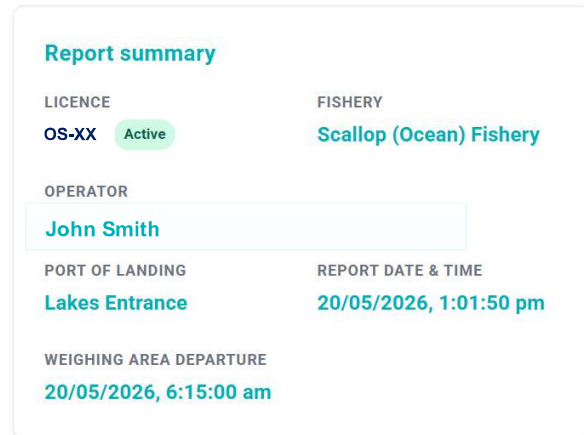 Report summary
LICENCE
FISHERY
OS-XX Active
Scallop (Ocean) Fishery
OPERATOR
John Smith
PORT OF LANDING
REPORT DATE & TIME
Lakes Entrance
20/05/2026, 1:01:50 pm
WEIGHING AREA DEPARTURE
20/05/2026, 6:15:00 am